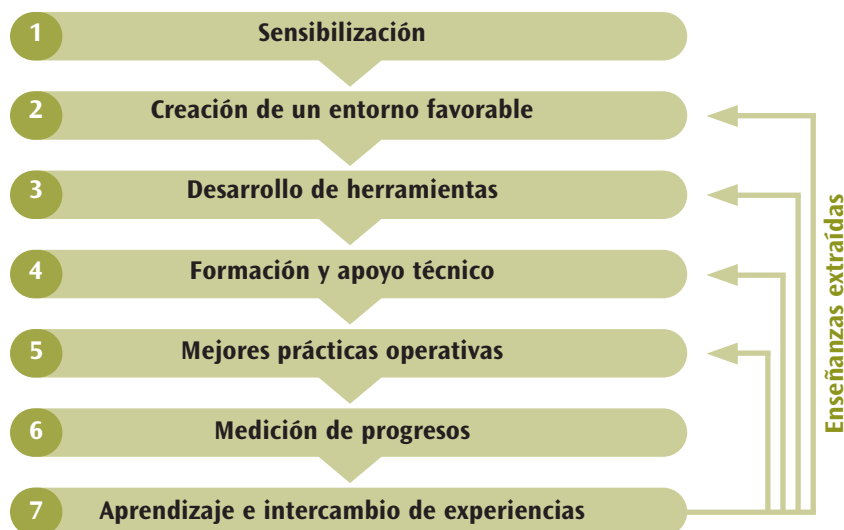 1 Sensibilización
2 Creación de un entorno favorable
3 Desarrollo de herramientas
4 Formación y apoyo técnico
5 Mejores prácticas operativas
6 Medición de progresos
7 Aprendizaje e intercambio de experiencias
Enseñanzas extraídas